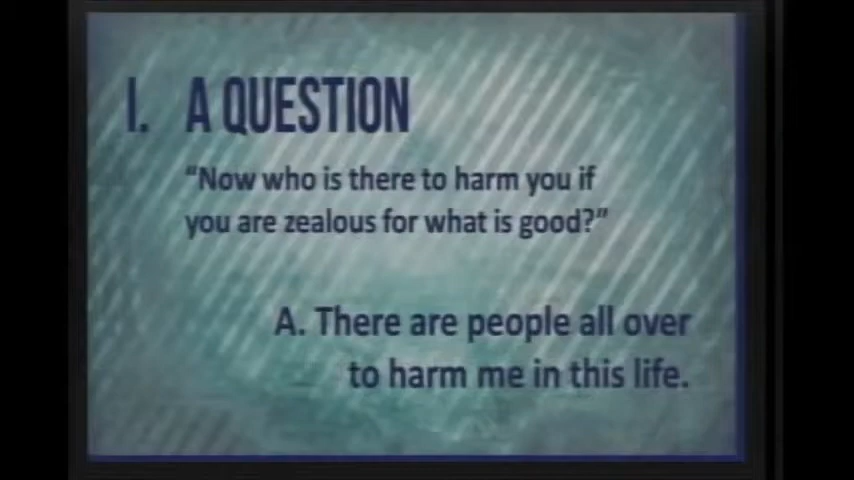 I. A QUESTION
“Now who is there to harm you if
you are zealous for what is good?”
A. There are people all over
to harm me in this life.